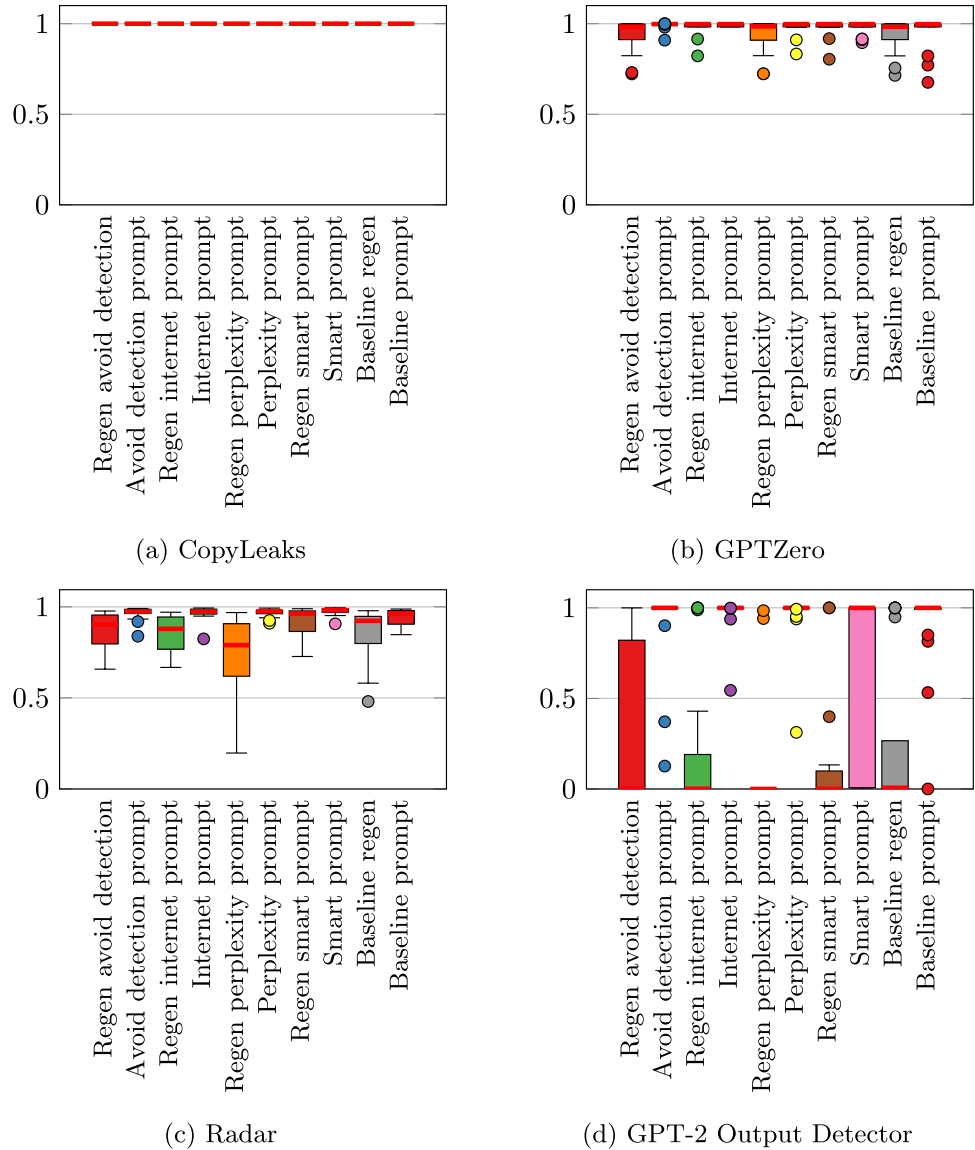 1
0.5
0
Regen avoid detection
Avoid detection prompt
Regen internet prompt
Internet prompt
Regen perplexity prompt
Perplexity prompt
Regen smart prompt
Smart prompt
Baseline regen
Baseline prompt
(a) CopyLeaks
1
0.5
0
Regen avoid detection
Avoid detection prompt
Regen internet prompt
Internet prompt
Regen perplexity prompt
Perplexity prompt
Regen smart prompt
Smart prompt
Baseline regen
Baseline prompt
(b) GPTZero
1
0.5
0
Regen avoid detection
Avoid detection prompt
Regen internet prompt
Internet prompt
Regen perplexity prompt
Perplexity prompt
Regen smart prompt
Smart prompt
Baseline regen
Baseline prompt
(c) Radar
1
0.5
0
Regen avoid detection
Avoid detection prompt
Regen internet prompt
Internet prompt
Regen perplexity prompt
Perplexity prompt
Regen smart prompt
Smart prompt
Baseline regen
Baseline prompt
(d) GPT-2 Output Detector